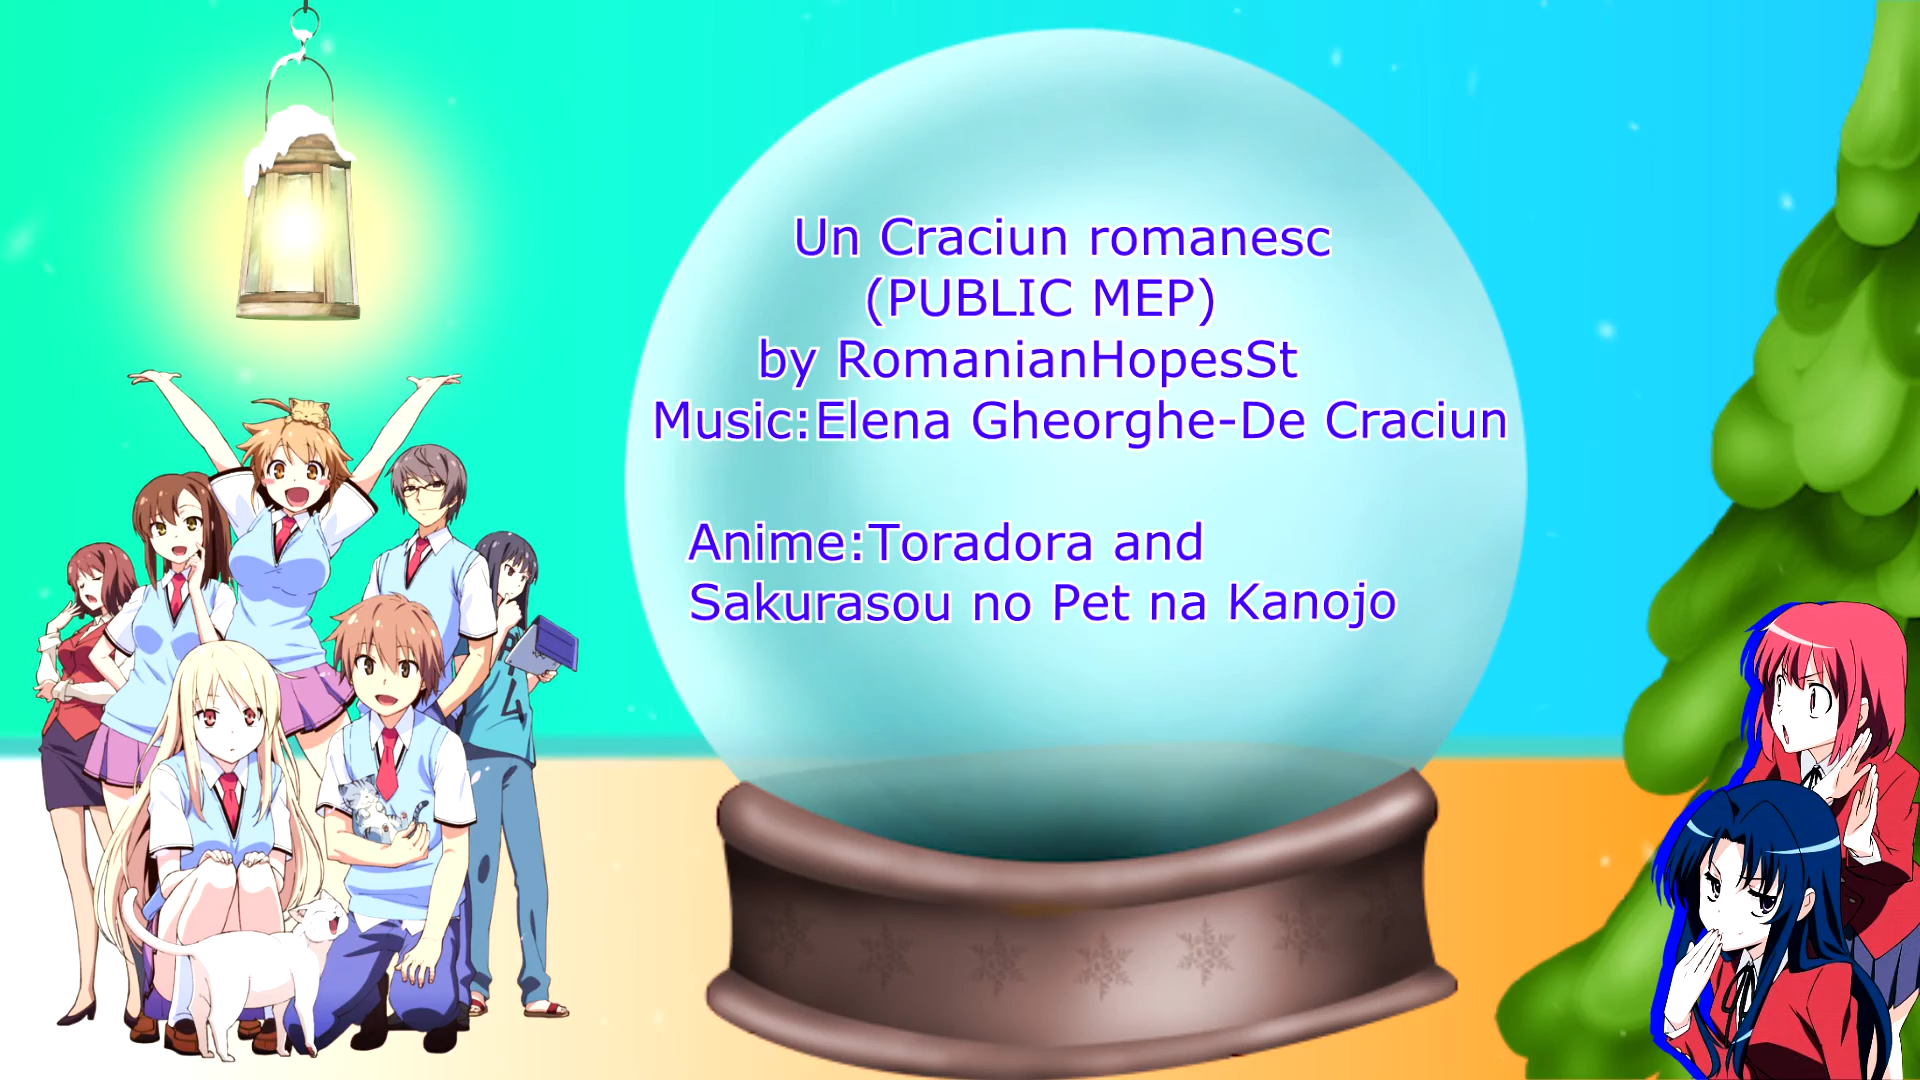 Un Craciun romanesc
(PUBLIC MEP)
by RomanianHopesSt
Music:Elena Gheorghe-De Craciun
Anime:Toradora and
Sakurasou no Pet na Kanojo